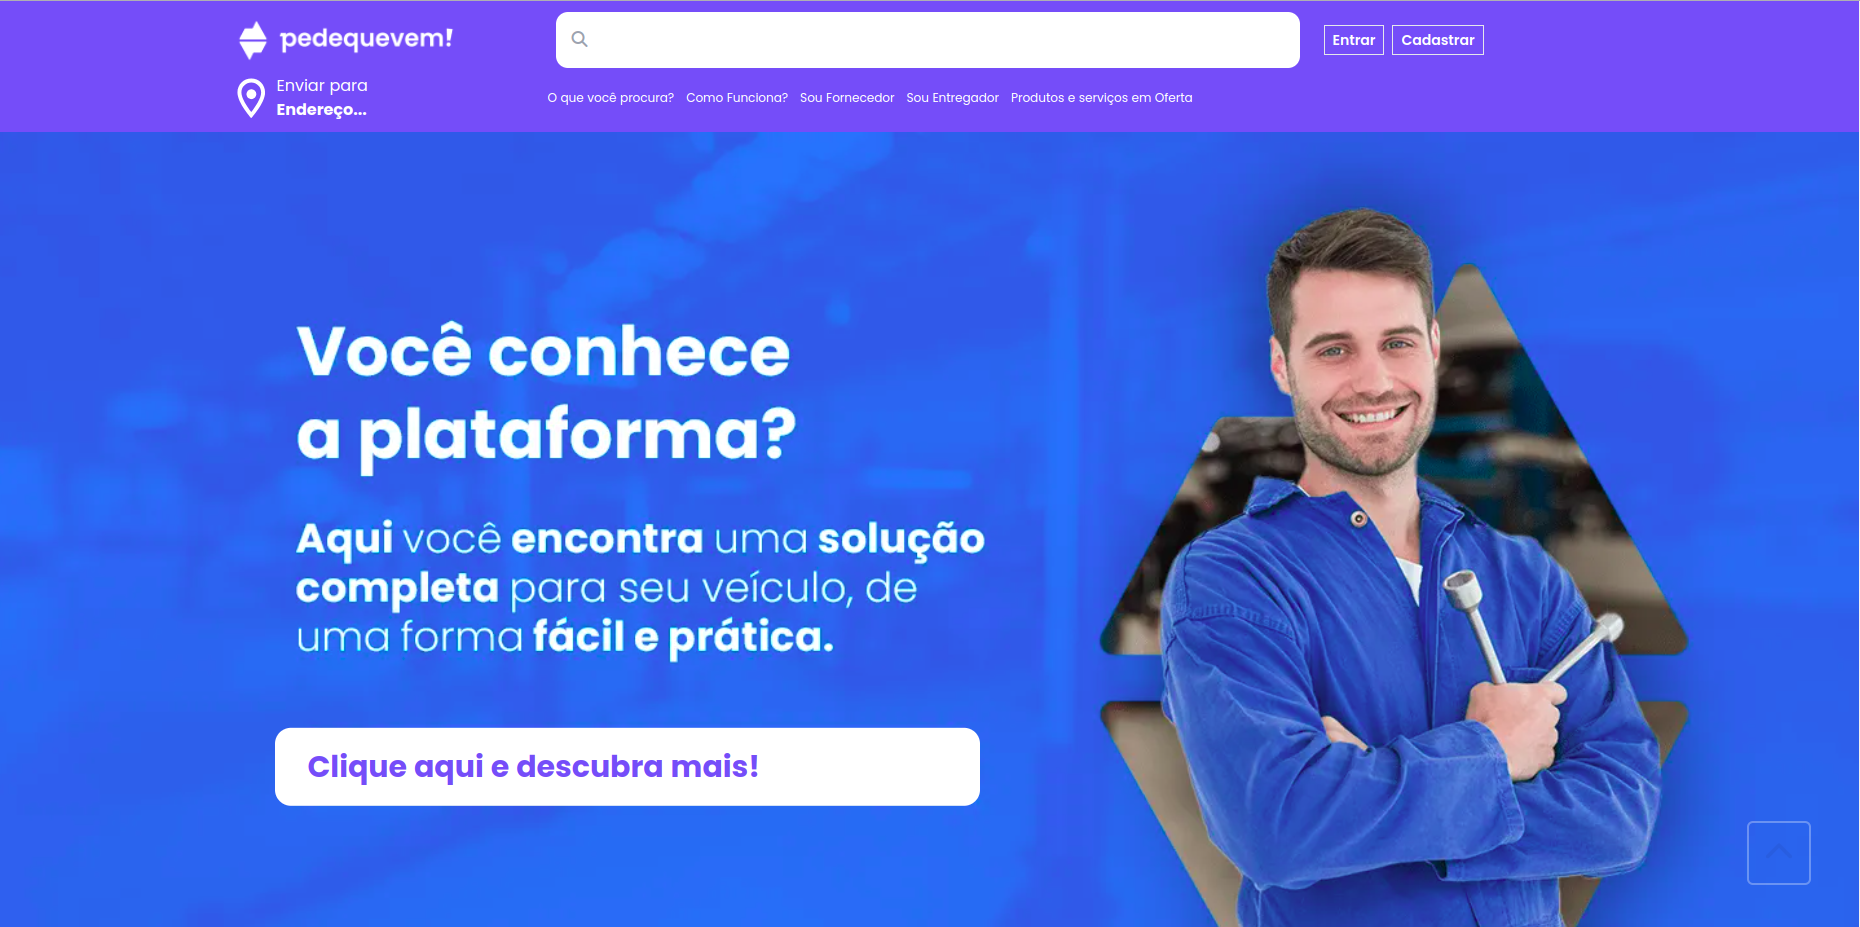 pedequevem!
Entrar
Cadastrar
Enviar para
Endereço...
O que você procura?
Como Funciona?
Sou Fornecedor
Sou Entregador
Produtos e serviços em Oferta
Você conhece
a plataforma?
Aqui você encontra uma solução
completa para seu veículo, de
uma forma fácil e prática.
Clique aqui e descubra mais!